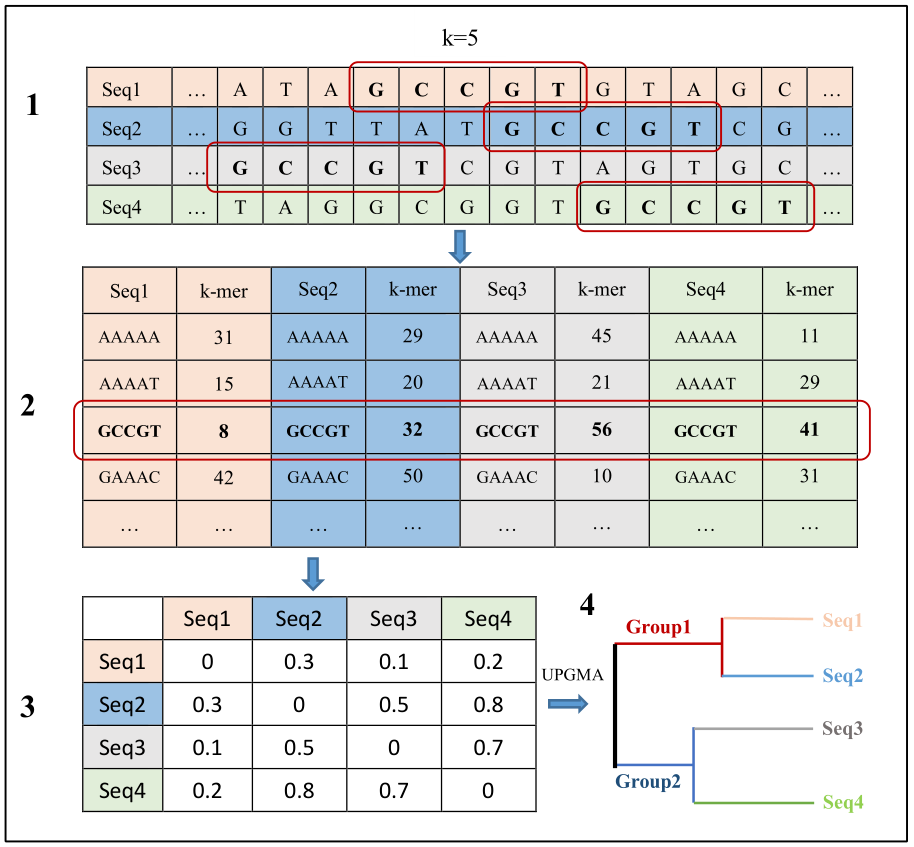 k=5
1
Seq1 … A T A G C C G T G T A G C …
Seq2 … G G T T A T G C C G T C G …
Seq3 … G C C G T C G T A G T G C …
Seq4 … T A G G C G G T G C C G T …
2
Seq1 k-mer Seq2 k-mer Seq3 k-mer Seq4 k-mer
AAAAA 31 AAAAA 29 AAAAA 45 AAAAA 11
AAAAT 15 AAAAT 20 AAAAT 21 AAAAT 29
GCCGT 8 GCCGT 32 GCCGT 56 GCCGT 41
GAAAC 42 GAAAC 50 GAAAC 10 GAAAC 31
… … … … … … … …
3
Seq1 Seq2 Seq3 Seq4
Seq1 0 0.3 0.1 0.2
Seq2 0.3 0 0.5 0.8
Seq3 0.1 0.5 0 0.7
Seq4 0.2 0.8 0.7 0
UPGMA
4
Group1
Seq1
Seq2
Seq3
Group2
Seq4